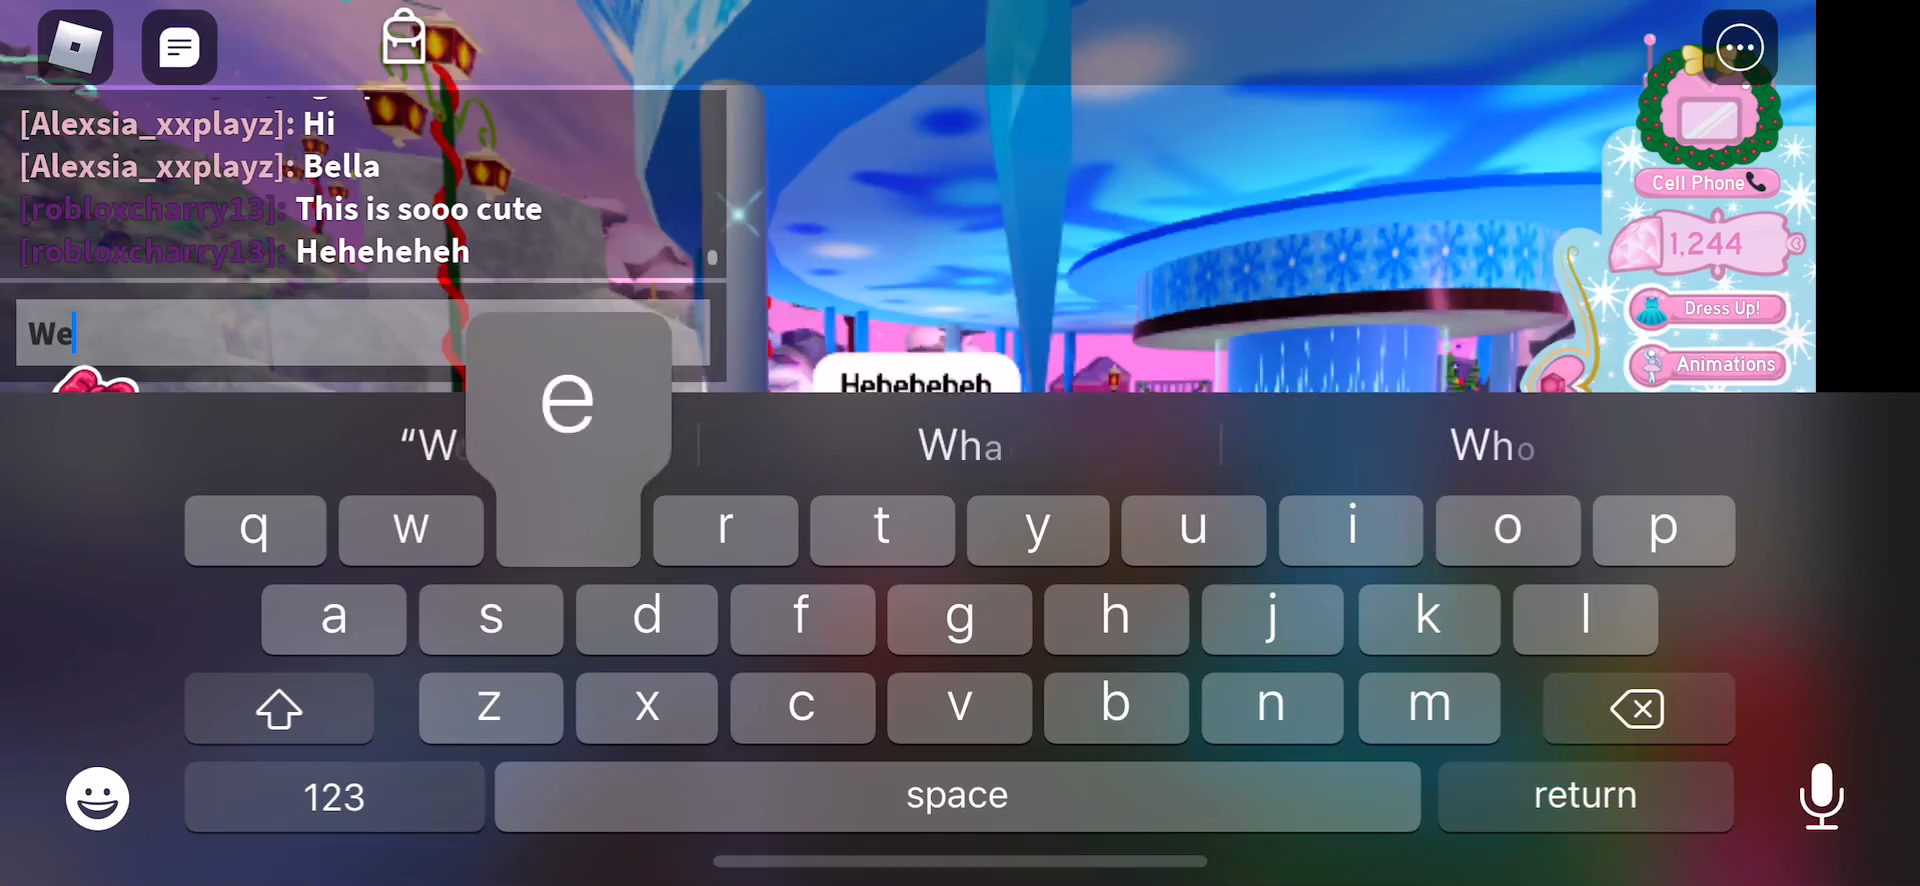 [Alexsia_xxplayz]: Hi
[Alexsia_xxplayz]: Bella
[robloxcharry13]: This is sooo cute
[robloxcharry13]: Heheheheh
We
Heheheheh
Cell Phone
1,244
Dress Up!
Animations
e
Wha
Who
q w r t y u i o p
a s d f g h j k l
z x c v b n m
123 space return